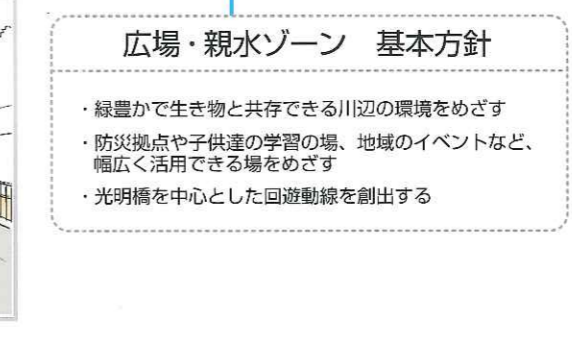 広場・親水ゾーン　基本方針
・緑豊かで生き物と共存できる川辺の環境をめざす
・防災拠点や子供達の学習の場、地域のイベントなど、
幅広く活用できる場をめざす
・光明橋を中心とした回遊動線を創出する